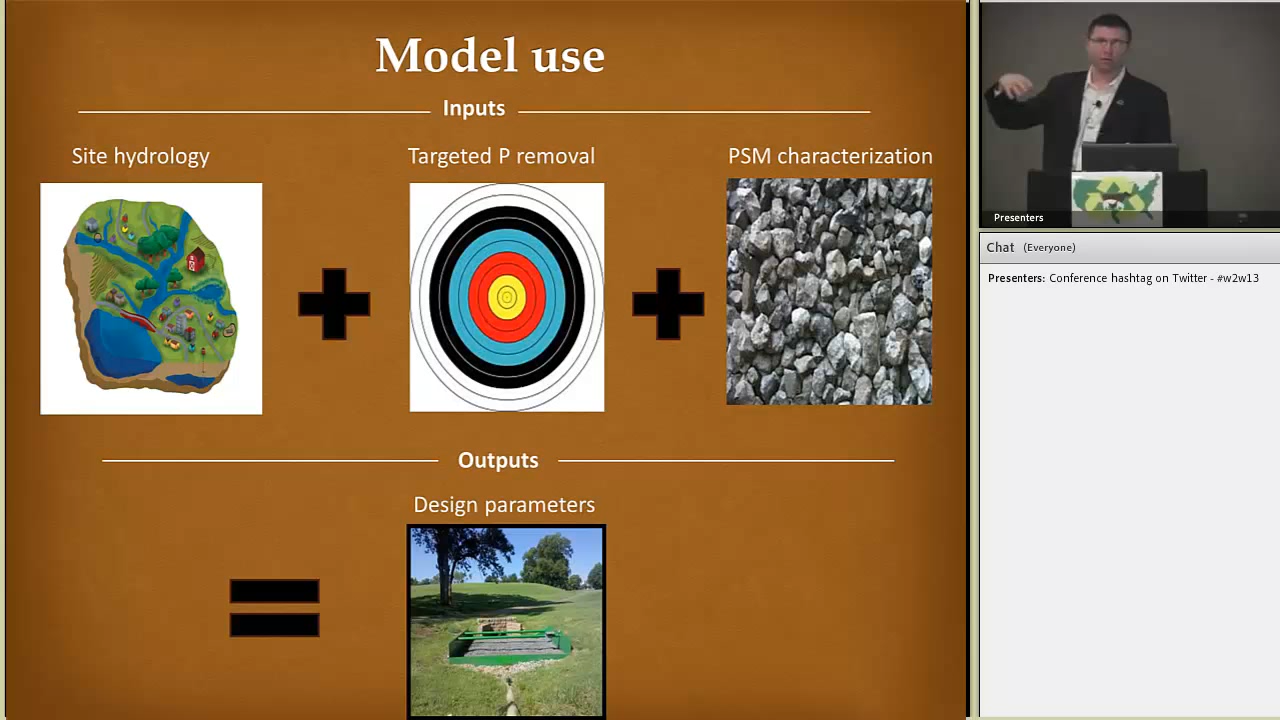 Model use
Inputs
Site hydrology
Targeted P removal
PSM characterization
Outputs
Design parameters
Presenters
Chat (Everyone)
Presenters: Conference hashtag on Twitter - #w2w13